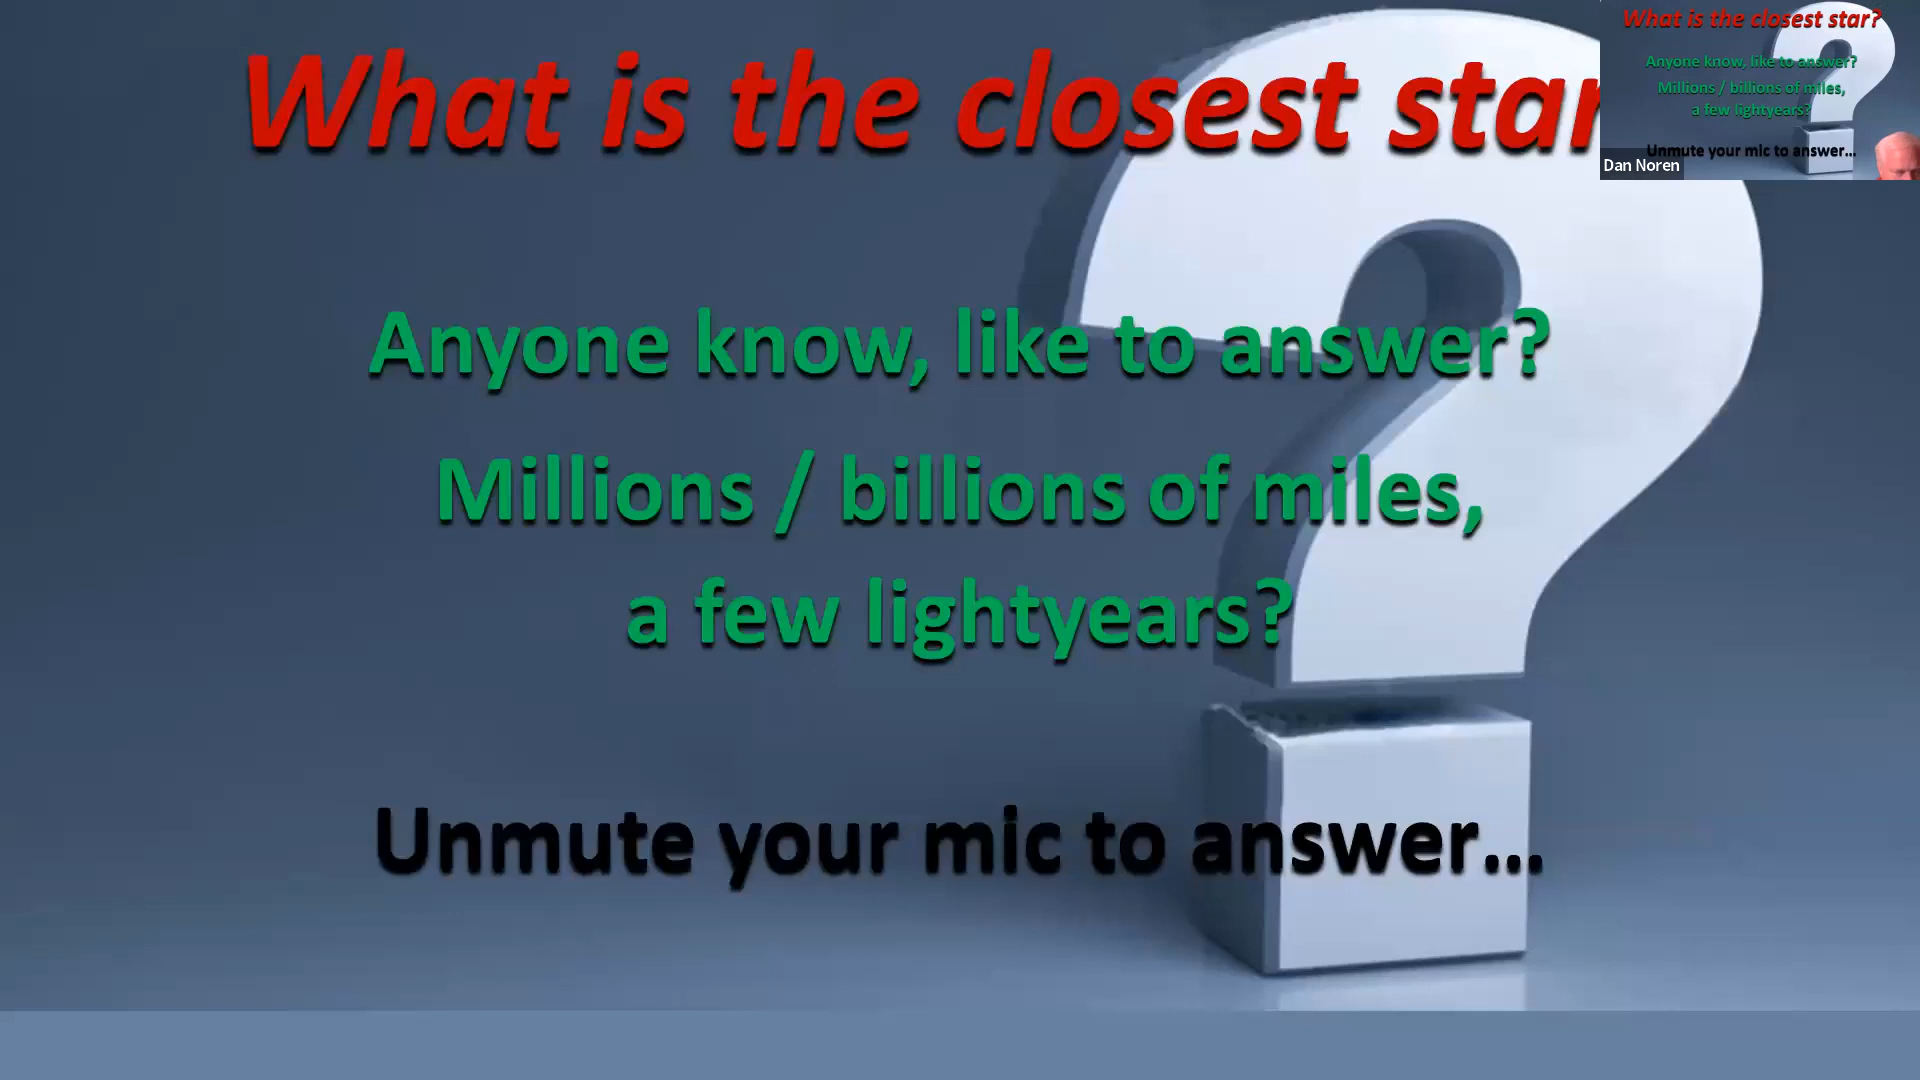 What is the closest star
Anyone know, like to answer?
Millions / billions of miles,
a few lightyears?
Unmute your mic to answer...
What is the closest star?
Anyone know, like to answer?
Millions / billions of miles,
a few lightyears?
Unmute your mic to answer...
Dan Noren